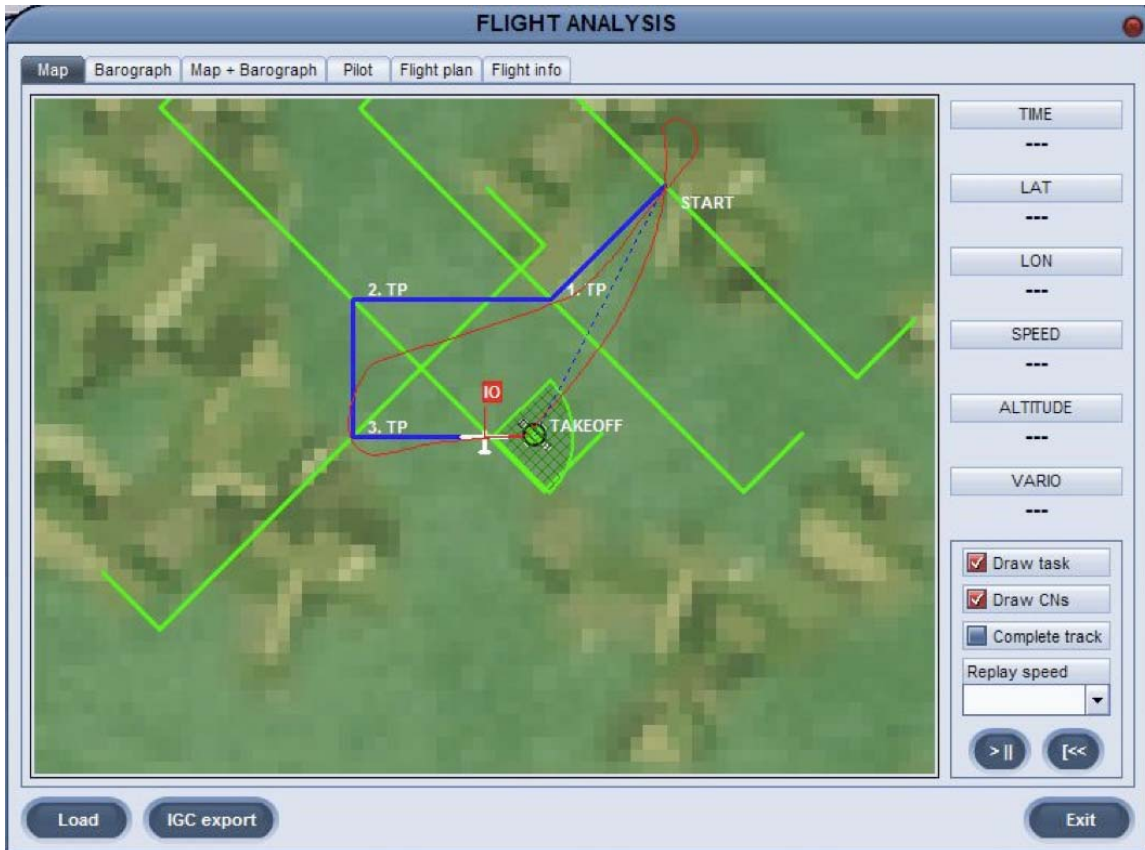 FLIGHT ANALYSIS
Map Barograph Map + Barograph Pilot Flight plan Flight info
TIME
---
START
LAT
---
LON
---
2. TP
1. TP
SPEED
---
IO
ALTITUDE
---
3. TP
TAKEOFF
VARIO
---
Draw task
Draw CNs
Complete track
Replay speed
> ||
[<<
Load
IGC export
Exit